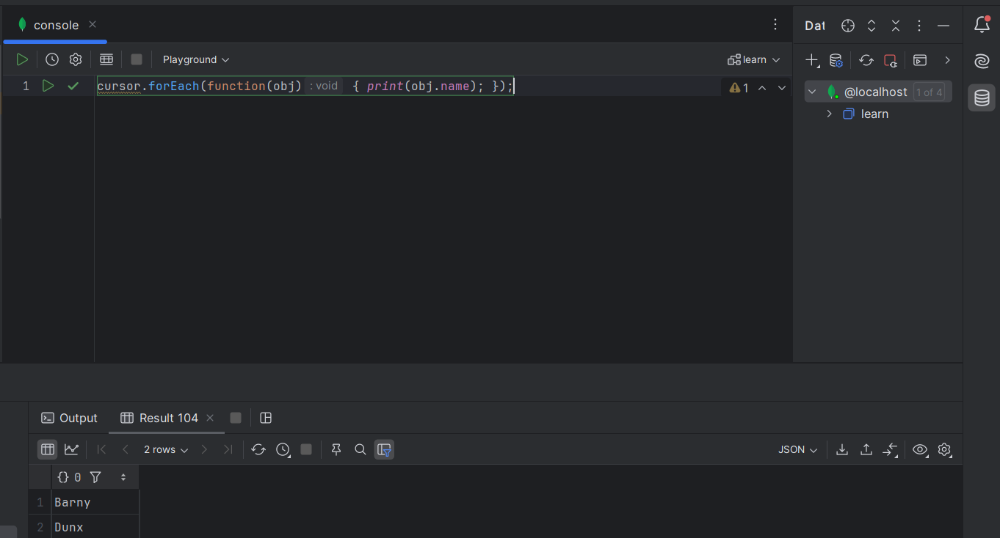 console
Dat
Playground
learn
1 cursor.forEach(function(obj) : void { print(obj.name); });
1
@localhost 1 of 4
learn
Output Result 104
2 rows
JSON
{} 0
1 Barny
2 Dunx